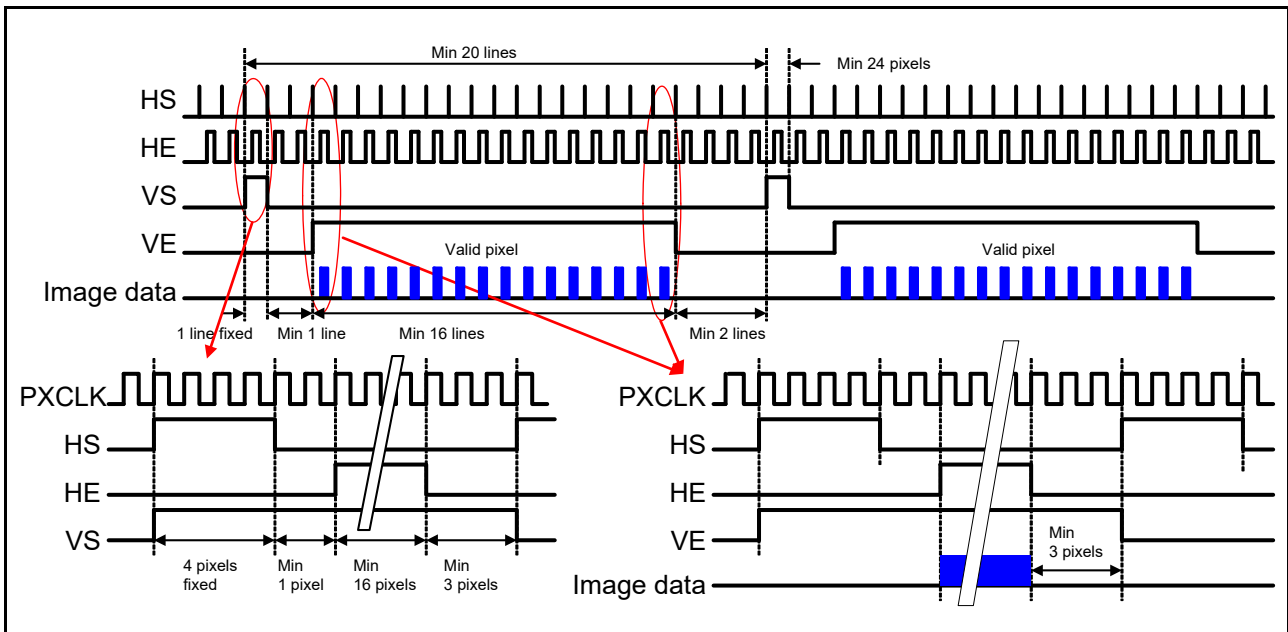 Min 20 lines
Min 24 pixels
HS
HE
VS
VE
Valid pixel
Valid pixel
Image data
1 line fixed
Min 1 line
Min 16 lines
Min 2 lines
PXCLK
HS
HE
VS
4 pixels
fixed
Min
1 pixel
Min
16 pixels
Min
3 pixels
PXCLK
HS
HE
VE
Min
3 pixels
Image data